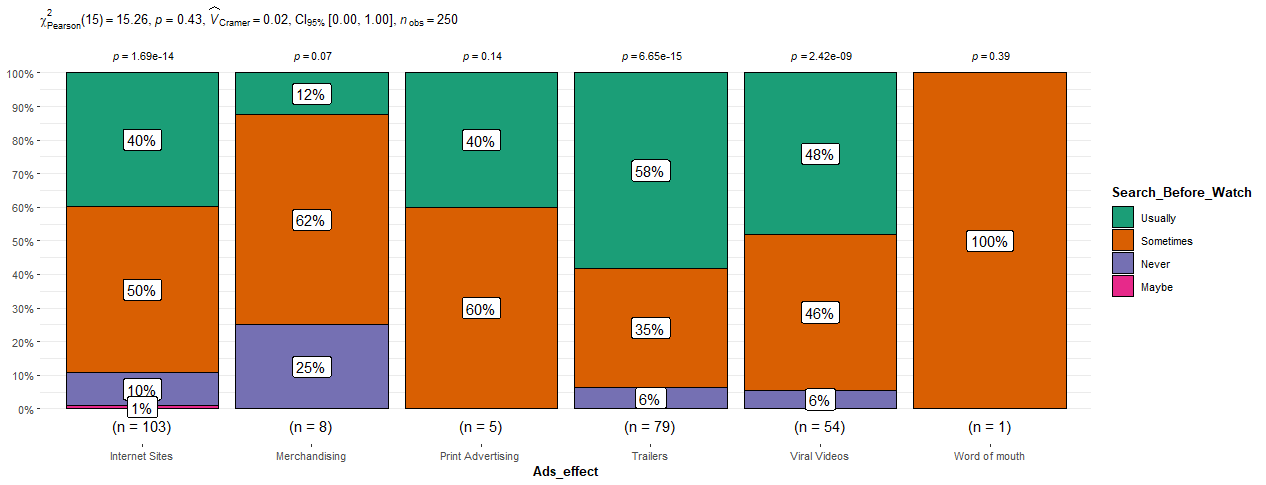 χ²Pearson(15) = 15.26, p = 0.43, V̂Cramer = 0.02, CI95% [0.00, 1.00], nobs = 250
p = 1.69e-14 p = 0.07 p = 0.14 p = 6.65e-15 p = 2.42e-09 p = 0.39
100%
90%
80%
70%
60%
50%
40%
30%
20%
10%
0%
40%
50%
10%
1%
12%
62%
25%
40%
60%
58%
35%
6%
48%
46%
6%
100%
(n = 103) (n = 8) (n = 5) (n = 79) (n = 54) (n = 1)
Internet Sites Merchandising Print Advertising Trailers Viral Videos Word of mouth
Ads_effect
Search_Before_Watch
Usually
Sometimes
Never
Maybe